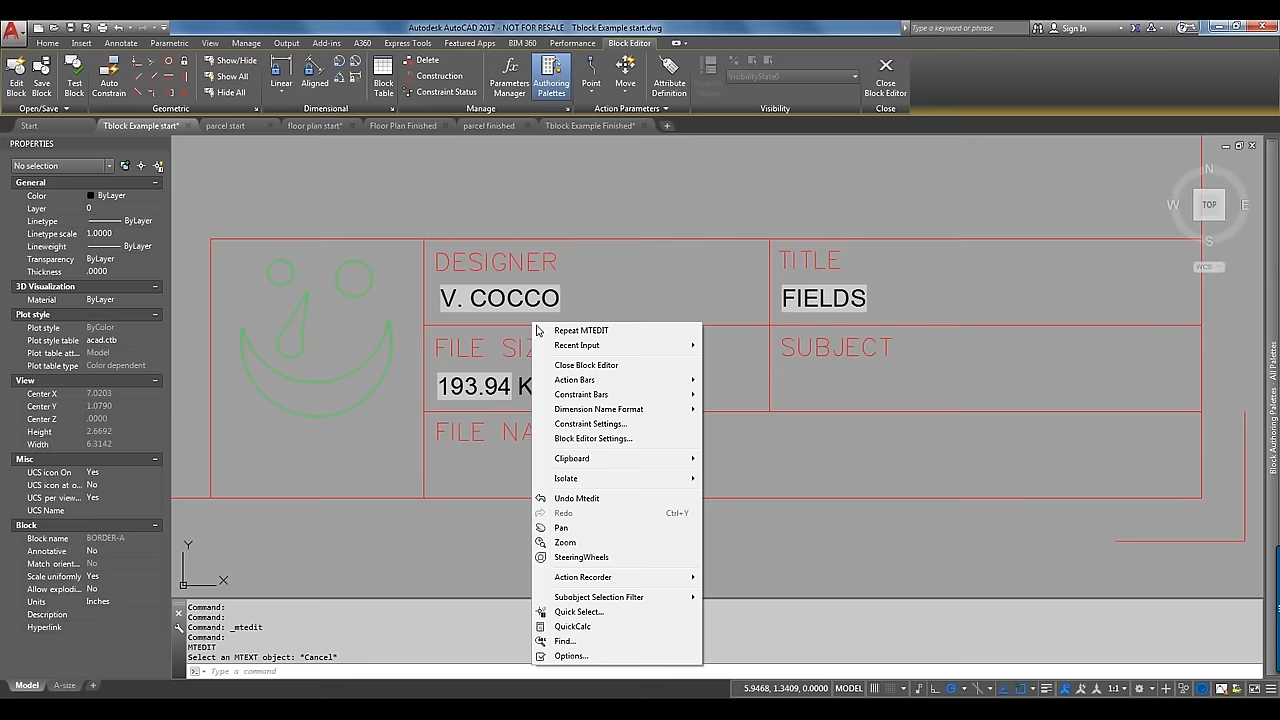 Autodesk AutoCAD 2017 - NOT FOR RESALE Tblock Example start.dwg
Type a keyword or phrase
Sign In
Home Insert Annotate Parametric View Manage Output Add-ins A360 Express Tools Featured Apps BIM 360 Performance Block Editor
Edit Block
Save Block
Test Block
Auto Constrain
Show/Hide
Show All
Hide All
Linear
Aligned
Block Table
Delete
Construction
Constraint Status
Parameters Manager
Authoring Palettes
Point
Move
Attribute Definition
VisibilityState0
Close Block Editor
Open/Save Geometric Dimensional Manage Action Parameters Visibility Close
Start Tblock Example start* parcel start floor plan start* Floor Plan Finished parcel finished Tblock Example Finished*
PROPERTIES
No selection
General
Color ByLayer
Layer 0
Linetype ByLayer
Linetype scale 1.0000
Lineweight ByLayer
Transparency ByLayer
Thickness .0000
3D Visualization
Material ByLayer
Plot style
Plot style ByColor
Plot style table acad.ctb
Plot table att... Model
Plot table type Color dependent
View
Center X 7.0203
Center Y 1.0790
Center Z .0000
Height 2.6692
Width 6.3142
Misc
UCS icon On Yes
UCS icon at o... No
UCS per view... Yes
UCS Name
Block
Block name BORDER-A
Annotative No
Match orient... No
Scale uniformly Yes
Allow explodi... No
Units Inches
Description
Hyperlink
N
W TOP E
S
WCS
DESIGNER
V. COCCO
TITLE
FIELDS
FILE SIZ
193.94 K
SUBJECT
FILE NA
Repeat MTEDIT
Recent Input
Close Block Editor
Action Bars
Constraint Bars
Dimension Name Format
Constraint Settings...
Block Editor Settings...
Clipboard
Isolate
Undo Mtedit
Redo Ctrl+Y
Pan
Zoom
SteeringWheels
Action Recorder
Subobject Selection Filter
Quick Select...
QuickCalc
Find...
Options...
Y
X
Command:
Command:
Command: _mtedit
Command:
MTEDIT
Select an MTEXT object: *Cancel*
Type a command
Block Authoring Palettes - All Palettes
Model A-size
5.9468, 1.3409, 0.0000 MODEL 1:1